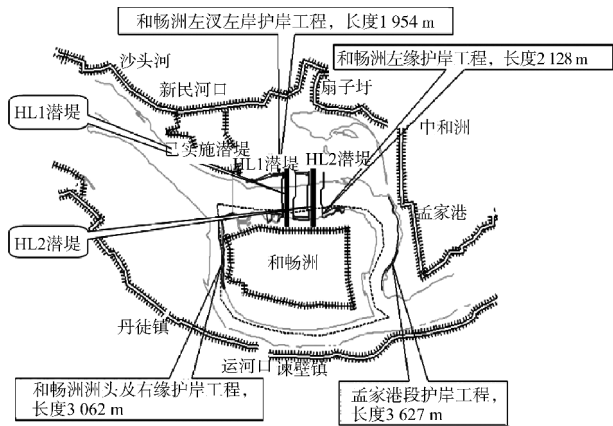 和畅洲左汊左岸护岸工程，长度1 954 m
沙头河
和畅洲左缘护岸工程，长度2 128 m
新民河口
扇子圩
HL1潜堤
中和洲
已实施潜堤
HL1潜堤
HL2潜堤
孟家港
HL2潜堤
和畅洲
丹徒镇
运河口
谏壁镇
和畅洲洲头及右缘护岸工程，
长度3 062 m
孟家港段护岸工程，
长度3 627 m